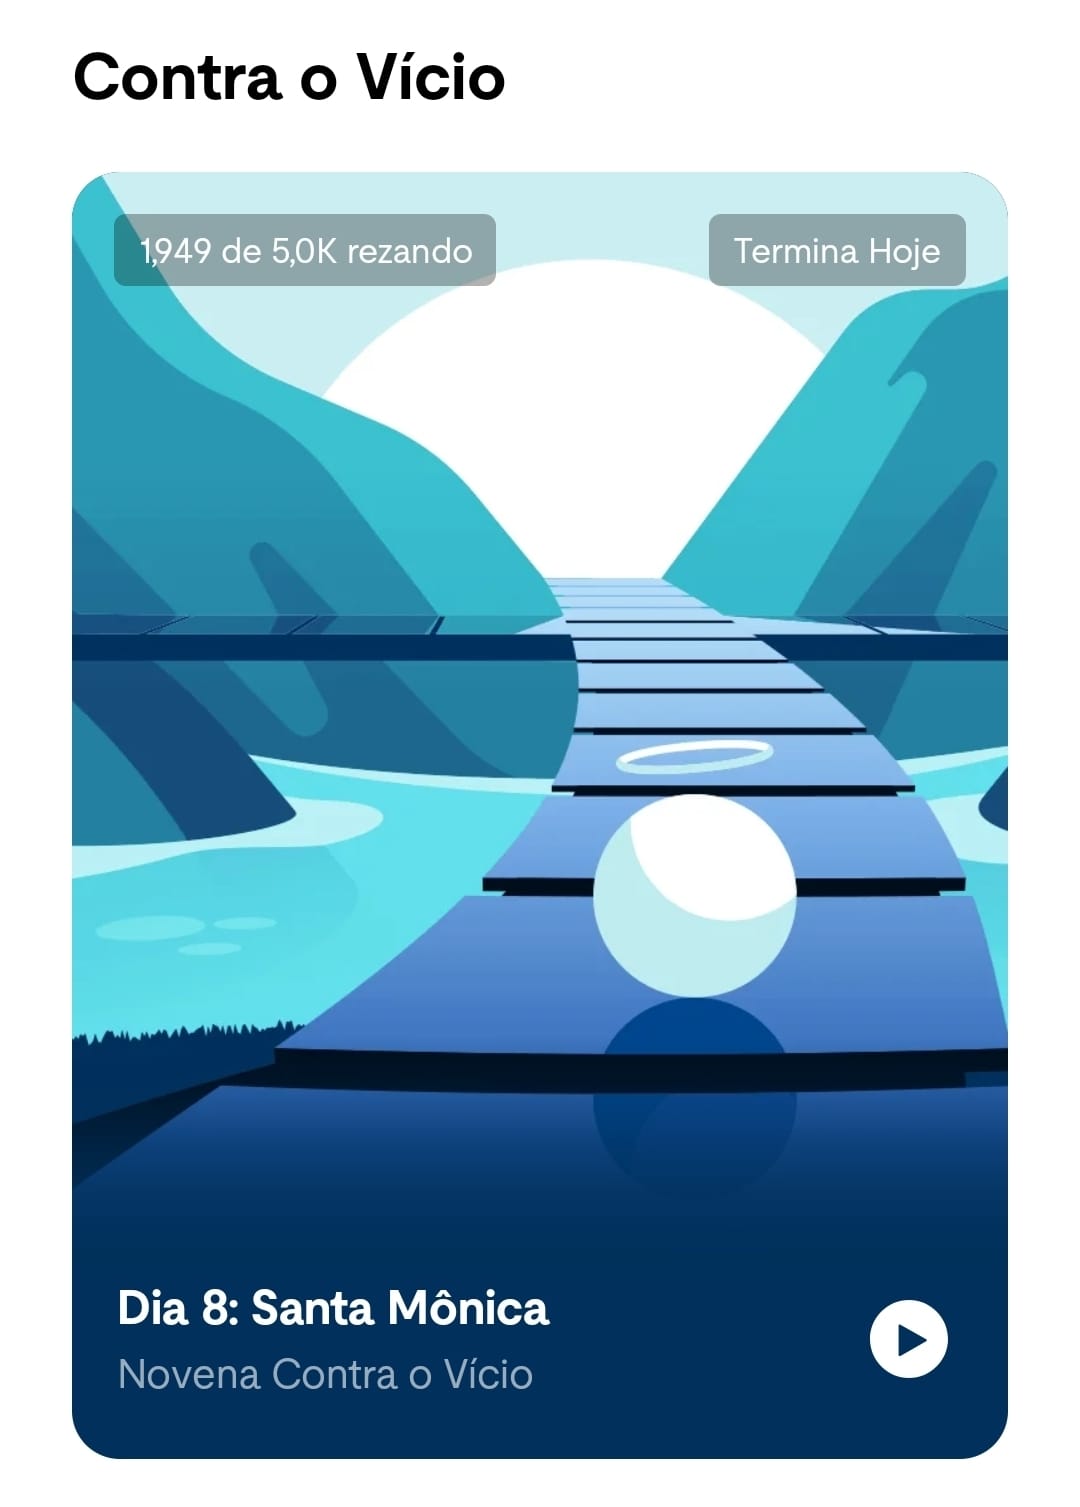 Contra o Vício
1,949 de 5,0K rezando
Termina Hoje
Dia 8: Santa Mônica
Novena Contra o Vício